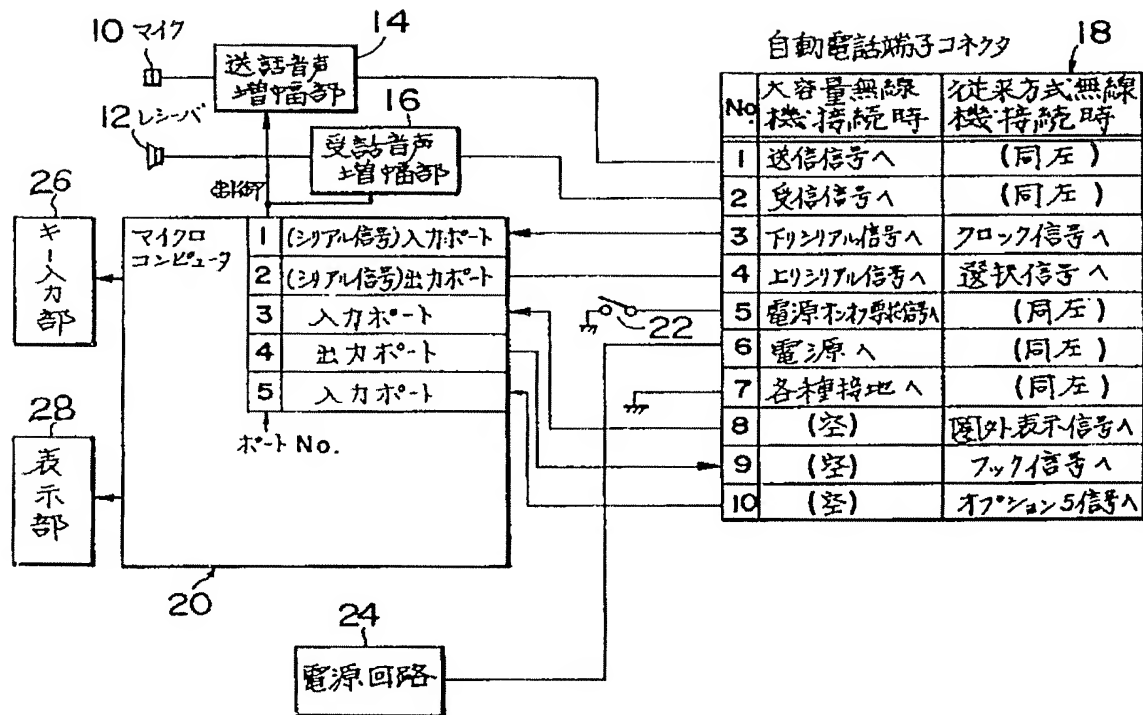 10 マイク
14
送話音声
増幅部
16
12 レシーバ
受話音声
増幅部
自動電話端子コネクタ
18
No. 大容量無線機接続時 従来方式無線機接続時
1 送信信号へ (同左)
2 受信信号へ (同左)
3 下りシリアル信号へ クロック信号へ
4 上りシリアル信号へ 選択信号へ
5 電源オンオフ要求信号へ (同左)
6 電源へ (同左)
7 各種接地へ (同左)
8 (空) 圏外表示信号へ
9 (空) フック信号へ
10 (空) オプション5信号へ
26
キー入力部
マイクロ
コンピュータ
1 (シリアル信号)入力ポート
2 (シリアル信号)出力ポート
3 入力ポート
4 出力ポート
5 入力ポート
ポートNo.
22
28
表示部
20
24
電源回路